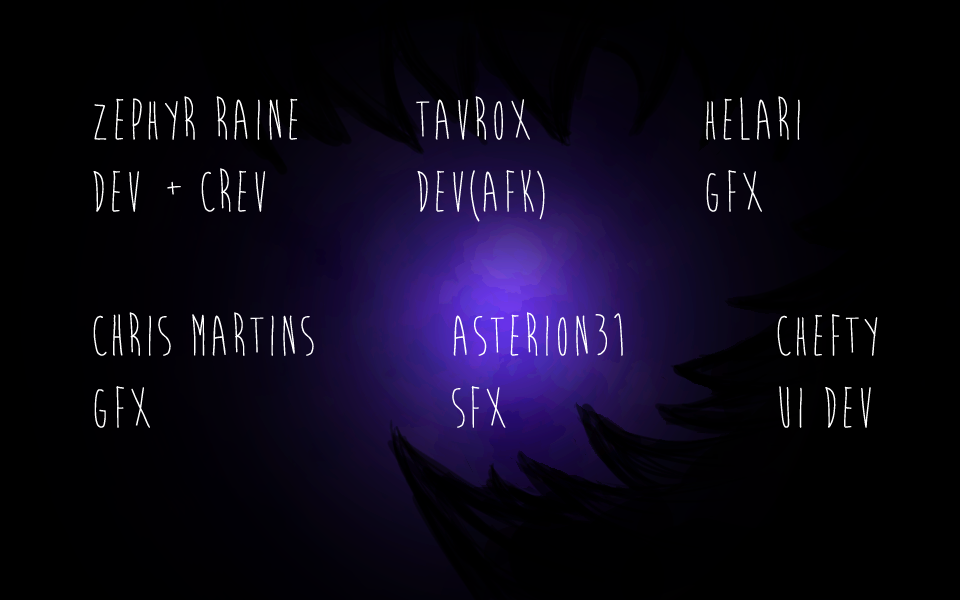 ZEPHYR RAINE
DEV + CREV
TAVROX
DEV(AFK)
HELARI
GFX
CHRIS MARTINS
GFX
ASTERION31
SFX
CHEFTY
UI DEV